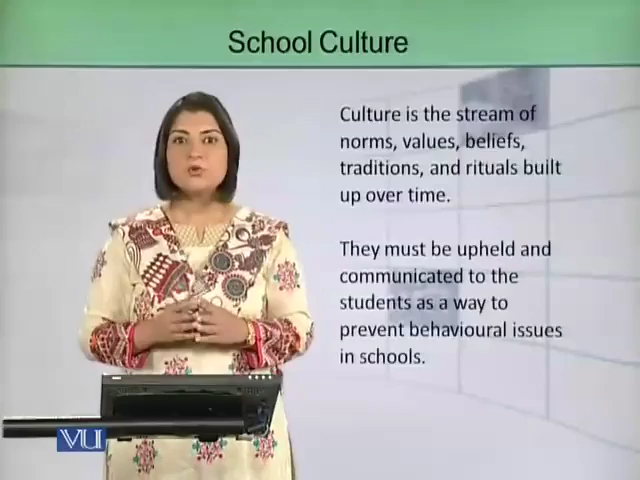 School Culture
Culture is the stream of
norms, values, beliefs,
traditions, and rituals built
up over time.
They must be upheld and
communicated to the
students as a way to
prevent behavioural issues
in schools.
VU